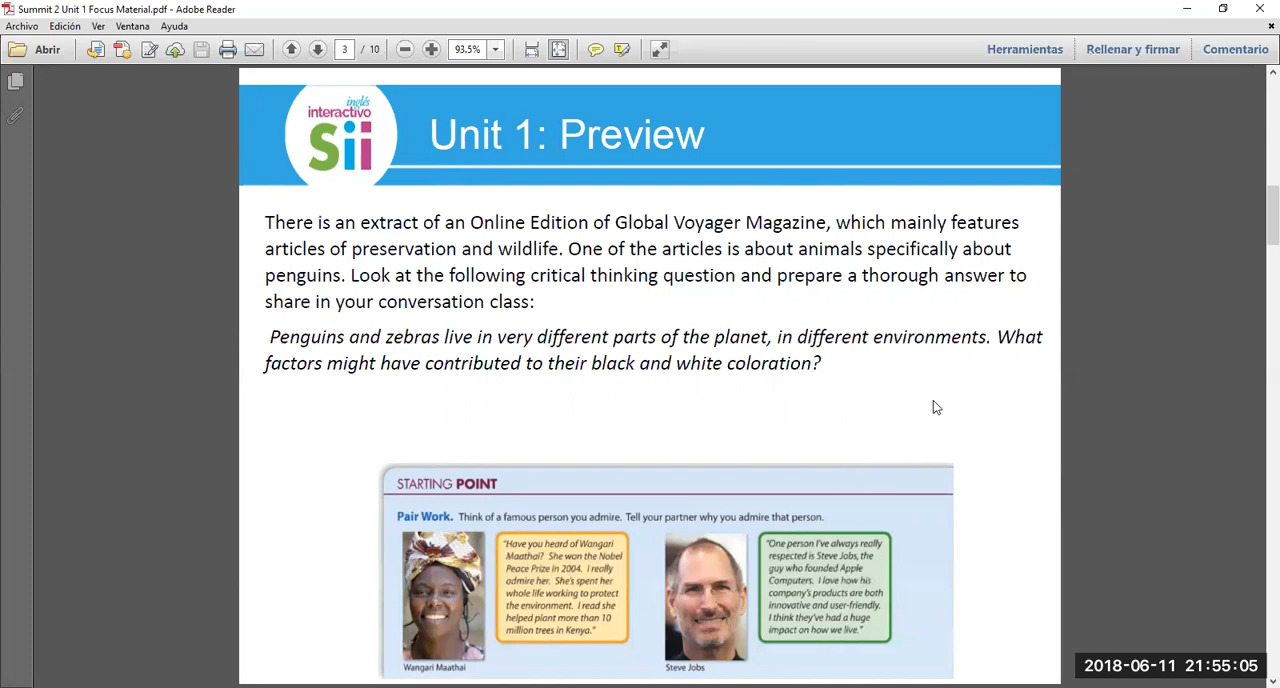 Summit 2 Unit 1 Focus Material.pdf - Adobe Reader
Archivo Edición Ver Ventana Ayuda
Abrir 3 / 10 93.5% Herramientas Rellenar y firmar Comentario
inglés
interactivo
Sii
Unit 1: Preview
There is an extract of an Online Edition of Global Voyager Magazine, which mainly features
articles of preservation and wildlife. One of the articles is about animals specifically about
penguins. Look at the following critical thinking question and prepare a thorough answer to
share in your conversation class:
Penguins and zebras live in very different parts of the planet, in different environments. What
factors might have contributed to their black and white coloration?
STARTING POINT
Pair Work. Think of a famous person you admire. Tell your partner why you admire that person.
"Have you heard of Wangari
Maathai? She won the Nobel
Peace Prize in 2004. I really
admire her. She's spent her
whole life working to protect
the environment. I read she
helped plant more than 10
million trees in Kenya."
Wangari Maathai
"One person I've always really
respected is Steve Jobs, the
guy who founded Apple
Computers. I love how his
company's products are both
innovative and user-friendly.
I think they've had a huge
impact on how we live."
Steve Jobs
2018-06-11 21:55:05